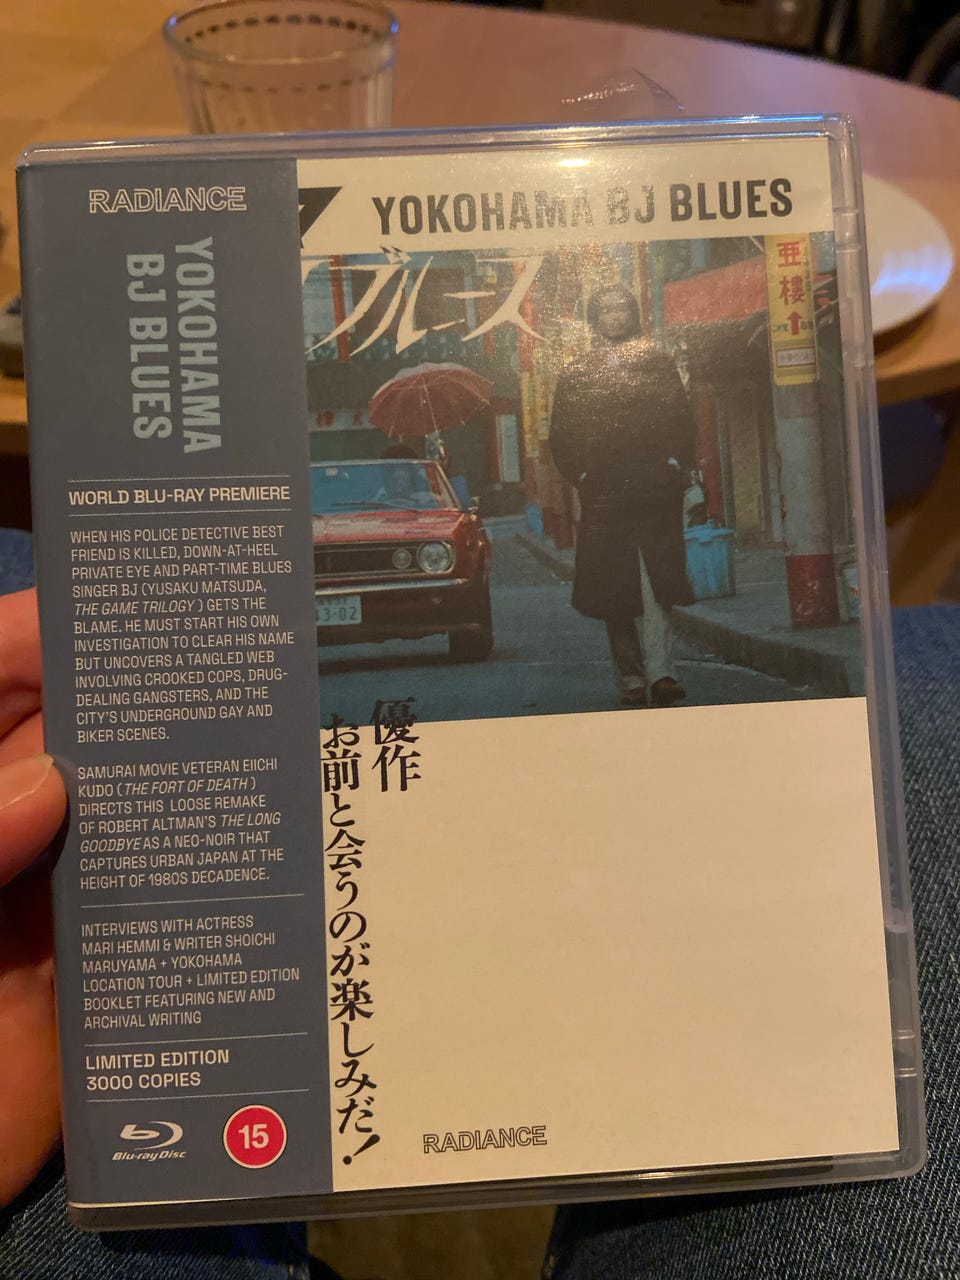 RADIANCE
YOKOHAMA
BJ BLUES
WORLD BLU-RAY PREMIERE
WHEN HIS POLICE DETECTIVE BEST
FRIEND IS KILLED, DOWN-AT-HEEL
PRIVATE EYE AND PART-TIME BLUES
SINGER BJ (YUSAKU MATSUDA,
THE GAME TRILOGY ) GETS THE
BLAME. HE MUST START HIS OWN
INVESTIGATION TO CLEAR HIS NAME
BUT UNCOVERS A TANGLED WEB
INVOLVING CROOKED COPS, DRUG-
DEALING GANGSTERS, AND THE
CITY'S UNDERGROUND GAY AND
BIKER SCENES.
SAMURAI MOVIE VETERAN EIICHI
KUDO ( THE FORT OF DEATH )
DIRECTS THIS LOOSE REMAKE
OF ROBERT ALTMAN'S THE LONG
GOODBYE AS A NEO-NOIR THAT
CAPTURES URBAN JAPAN AT THE
HEIGHT OF 1980S DECADENCE.
INTERVIEWS WITH ACTRESS
MARI HEMMI & WRITER SHOICHI
MARUYAMA + YOKOHAMA
LOCATION TOUR + LIMITED EDITION
BOOKLET FEATURING NEW AND
ARCHIVAL WRITING
LIMITED EDITION
3000 COPIES
Blu-ray Disc
15
YOKOHAMA BJ BLUES
ブルース
亜
樓
3-02
優作
お前と会うのが楽しみだ!
RADIANCE